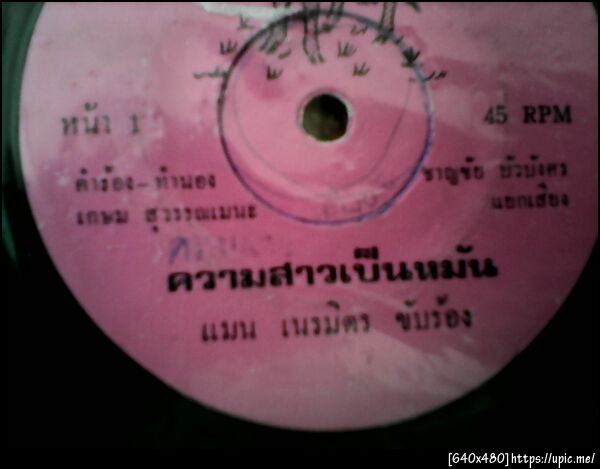 หน้า 1
45 RPM
คำร้อง-ทำนอง
เกษม สุวรรณเมนะ
ชาญชัย บัวบังศร
แยกเสียง
ความสาวเป็นหมัน
แมน เนรมิตร ขับร้อง
[640x480]https://upic.me/